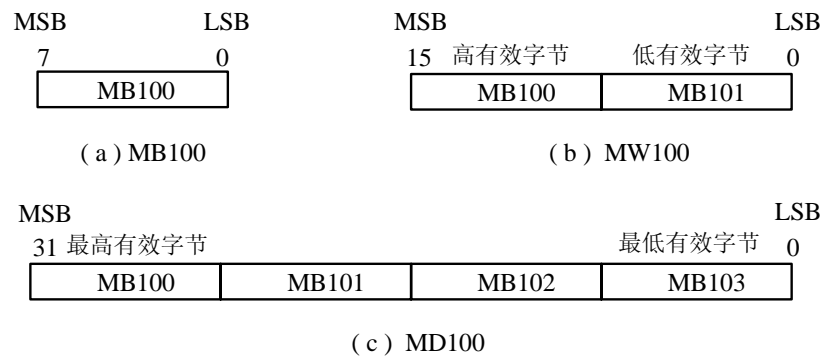 MSB LSB MSB LSB
7 0 15 高有效字节 低有效字节 0
MB100 MB100 MB101
( a ) MB100 ( b ) MW100
MSB LSB
31 最高有效字节 最低有效字节 0
MB100 MB101 MB102 MB103
( c ) MD100